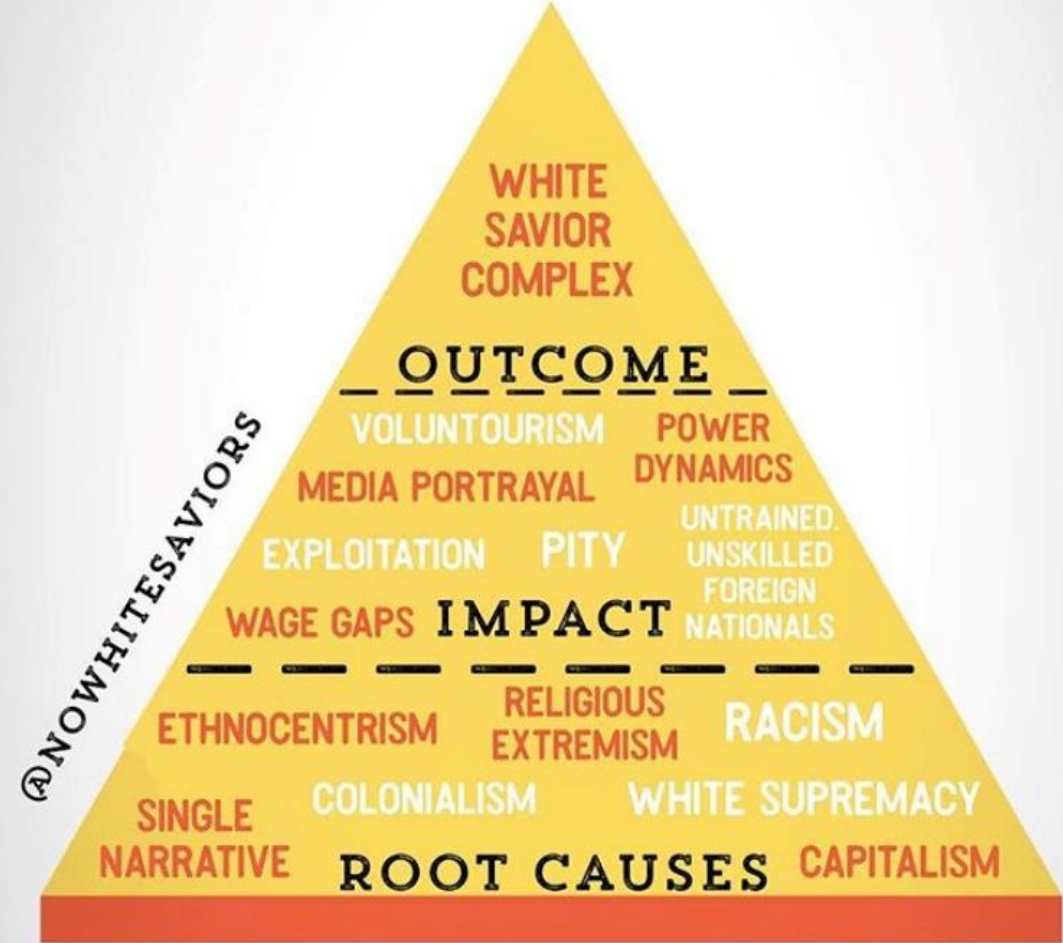 WHITE
SAVIOR
COMPLEX
OUTCOME
VOLUNTOURISM
POWER
DYNAMICS
MEDIA PORTRAYAL
UNTRAINED.
UNSKILLED
FOREIGN
NATIONALS
EXPLOITATION
PITY
WAGE GAPS
IMPACT
@NOWHITESAVIORS
ETHNOCENTRISM
RELIGIOUS
EXTREMISM
RACISM
COLONIALISM
WHITE SUPREMACY
SINGLE
NARRATIVE
ROOT CAUSES
CAPITALISM